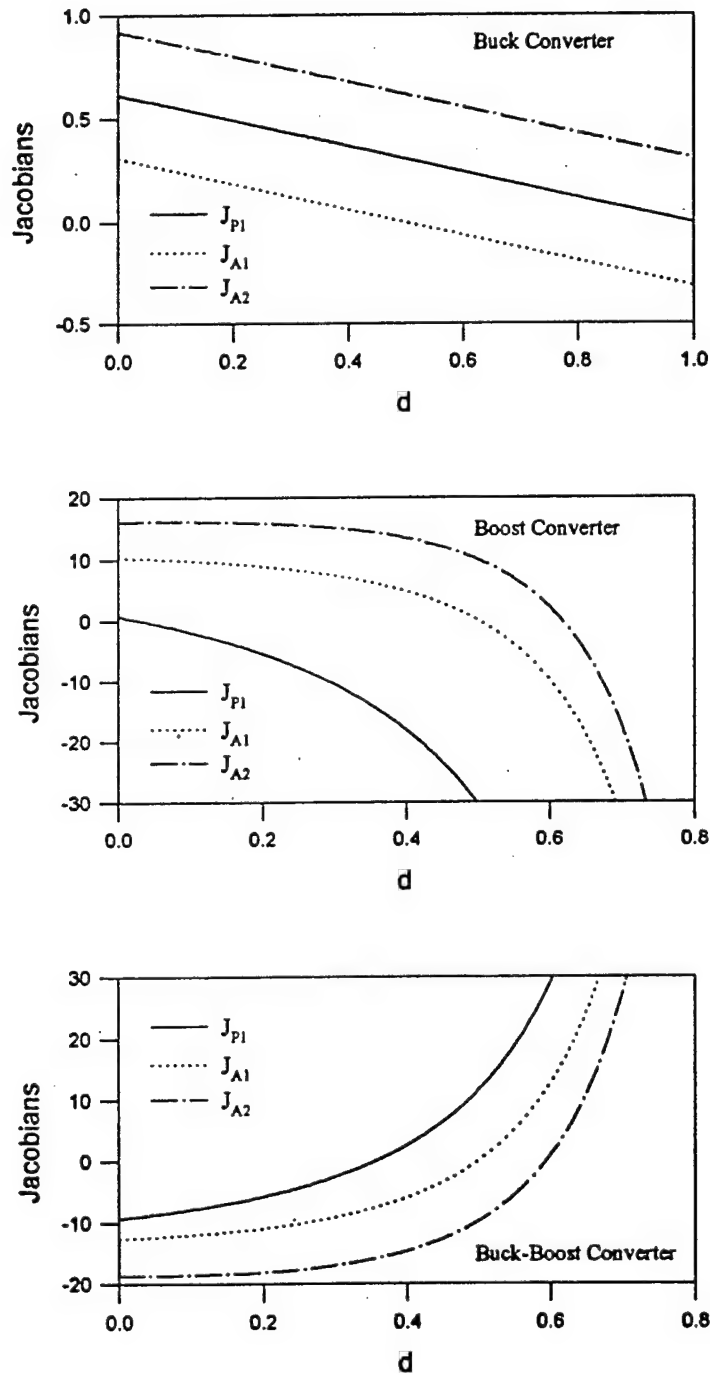 1.0
Buck Converter
0.5
Jacobians
0.0
J_P1
J_A1
J_A2
-0.5
0.0 0.2 0.4 0.6 0.8 1.0
d
20
Boost Converter
10
0
Jacobians
-10
J_P1
J_A1
-20
J_A2
-30
0.0 0.2 0.4 0.6 0.8
d
30
J_P1
20
J_A1
10
J_A2
Jacobians
0
-10
Buck-Boost Converter
-20
0.0 0.2 0.4 0.6 0.8
d